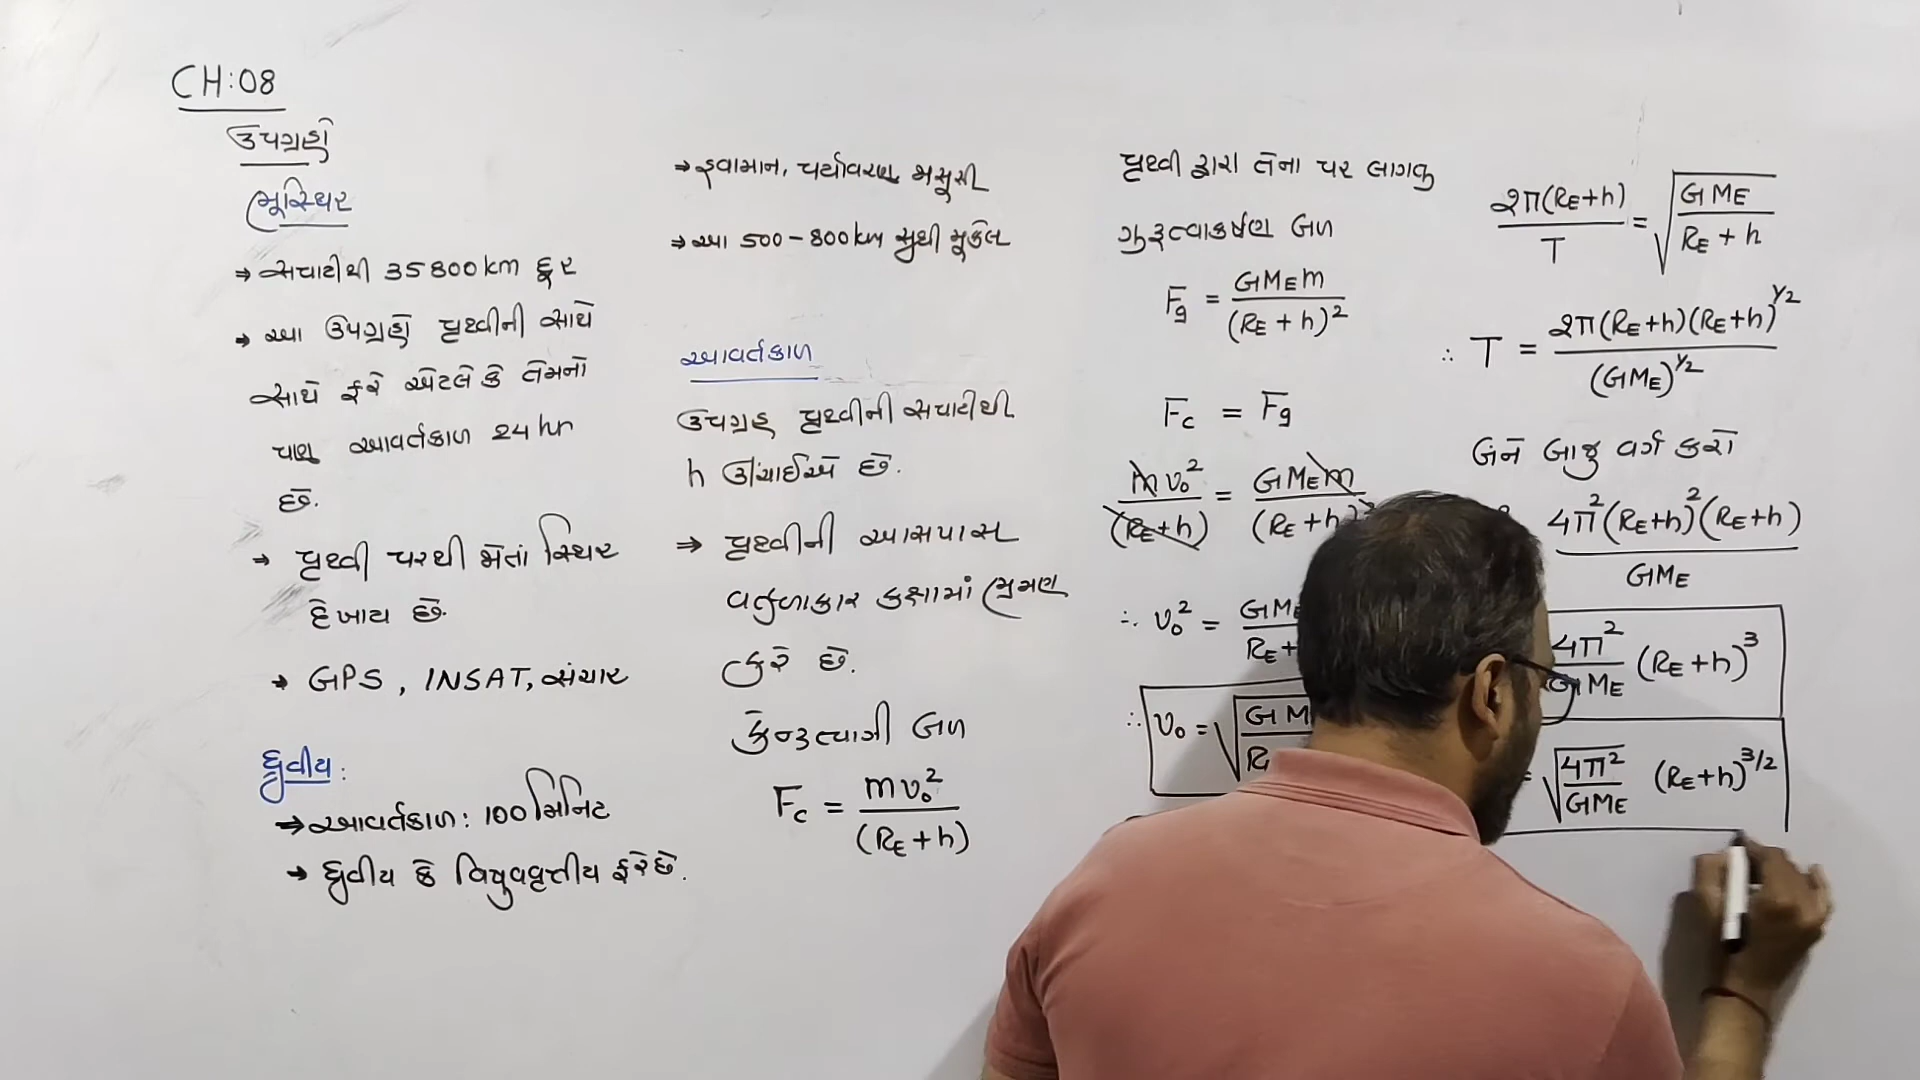 CH:08
ઉપગ્રહો
ભૂસ્થિર
→ સપાટીથી 35800km દૂર
→ આ ઉપગ્રહો પૃથ્વીની સાથે
સાથે ફરે એટલે કે તેમનો
પણ આવર્તકાળ 24 hr
છે.
→ પૃથ્વી પરથી જોતાં સ્થિર
દેખાય છે.
→ GPS, INSAT, સંચાર
ધ્રુવીય :
→ આવર્તકાળ : 100 મિનિટ
→ ધ્રુવીય કે વિષુવવૃત્તીય ફરે છે.
→ હવામાન, પર્યાવરણ જાસૂસી
→ આ 500-800km સુધી મૂકેલ
આવર્તકાળ
ઉપગ્રહ પૃથ્વીની સપાટીથી
h ઊંચાઈએ છે.
⇒ પૃથ્વીની આસપાસ
વર્તુળાકાર કક્ષામાં ભ્રમણ
કરે છે.
કેન્દ્રત્યાગી બળ
Fc = mv₀² / (RE + h)
પૃથ્વી દ્વારા તેના પર લાગતુ
ગુરુત્વાકર્ષણ બળ
Fg = GMEm / (RE + h)²
Fc = Fg
mv₀² / (RE+h) = GMEm / (RE + h)²
∴ v₀² = GME / RE+
∴ v₀ = √GM / R
2π(RE+h) / T = √GME / RE + h
∴ T = 2π(RE+h)(RE+h)^1/2 / (GME)^1/2
બંને બાજુ વર્ગ કરો
4π²(RE+h)²(RE+h) / GME
4π² / GME (RE+h)³
= √4π² / GME (RE+h)^3/2